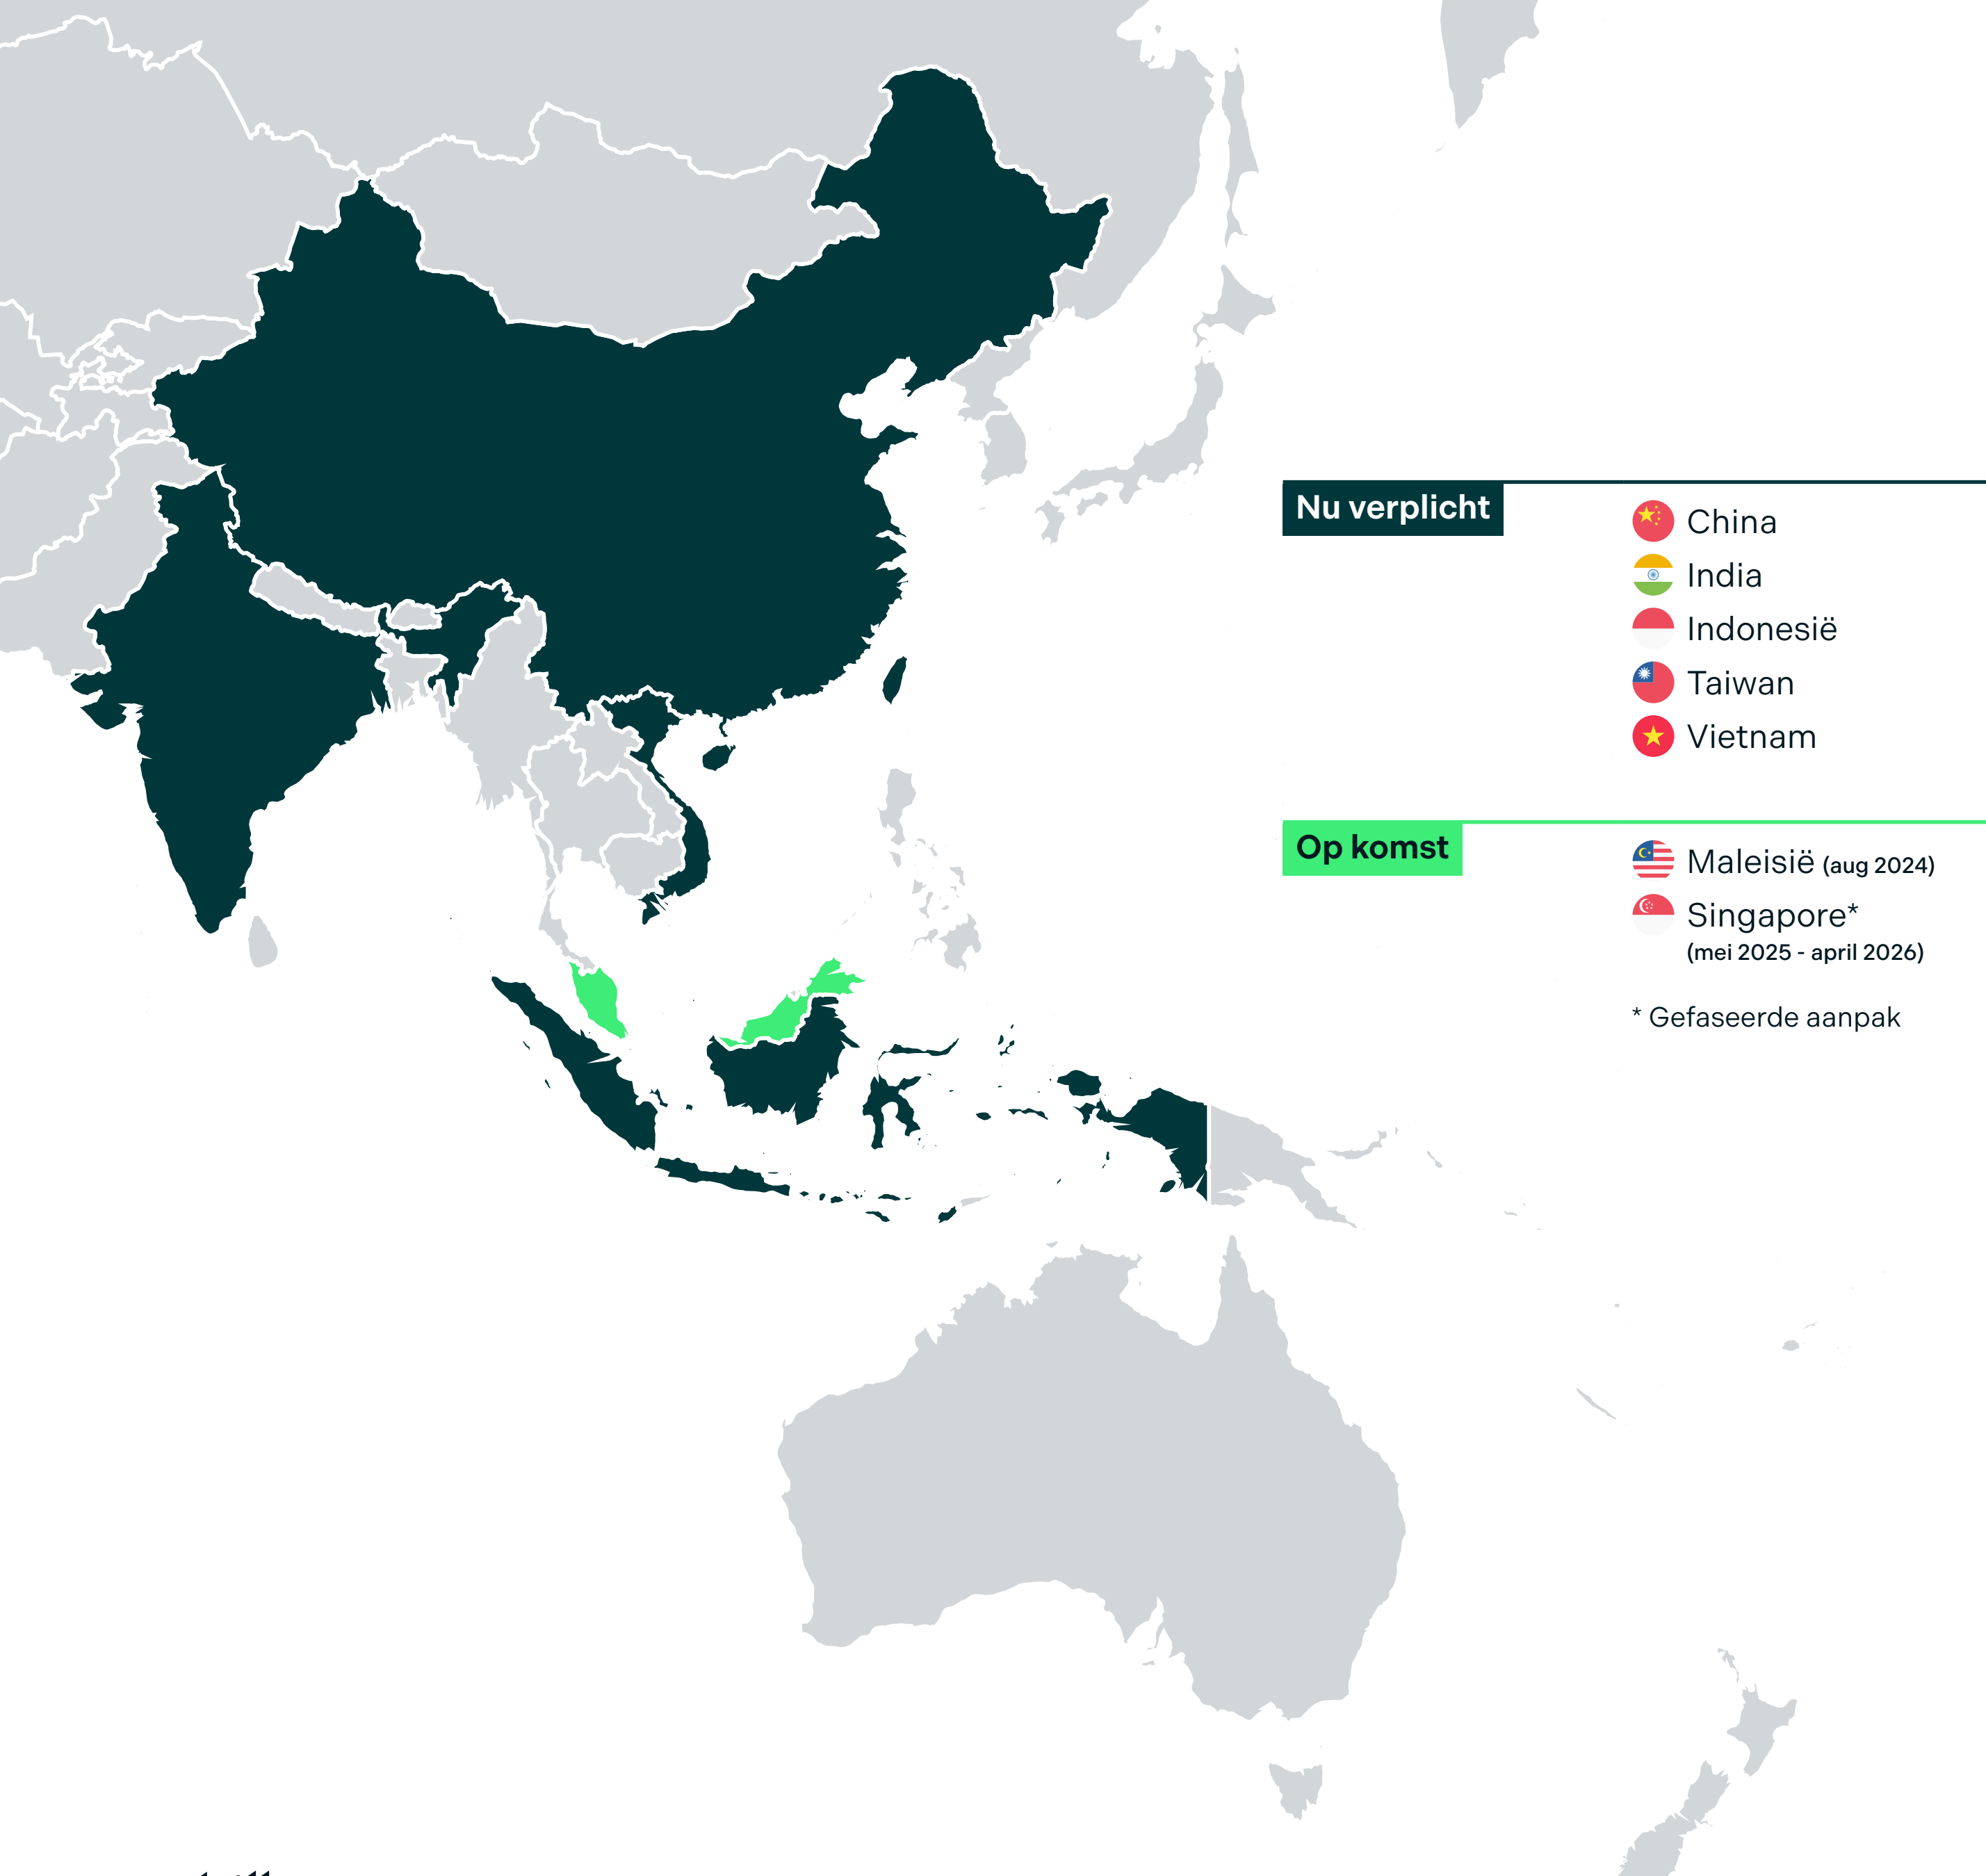 Nu verplicht
China
India
Indonesië
Taiwan
Vietnam
Op komst
Maleisië (aug 2024)
Singapore*
(mei 2025 - april 2026)
* Gefaseerde aanpak